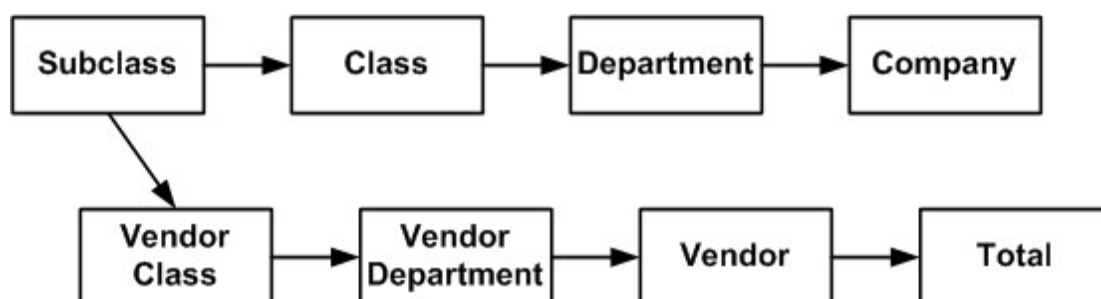 Subclass
Class
Department
Company
Vendor
Class
Vendor
Department
Vendor
Total